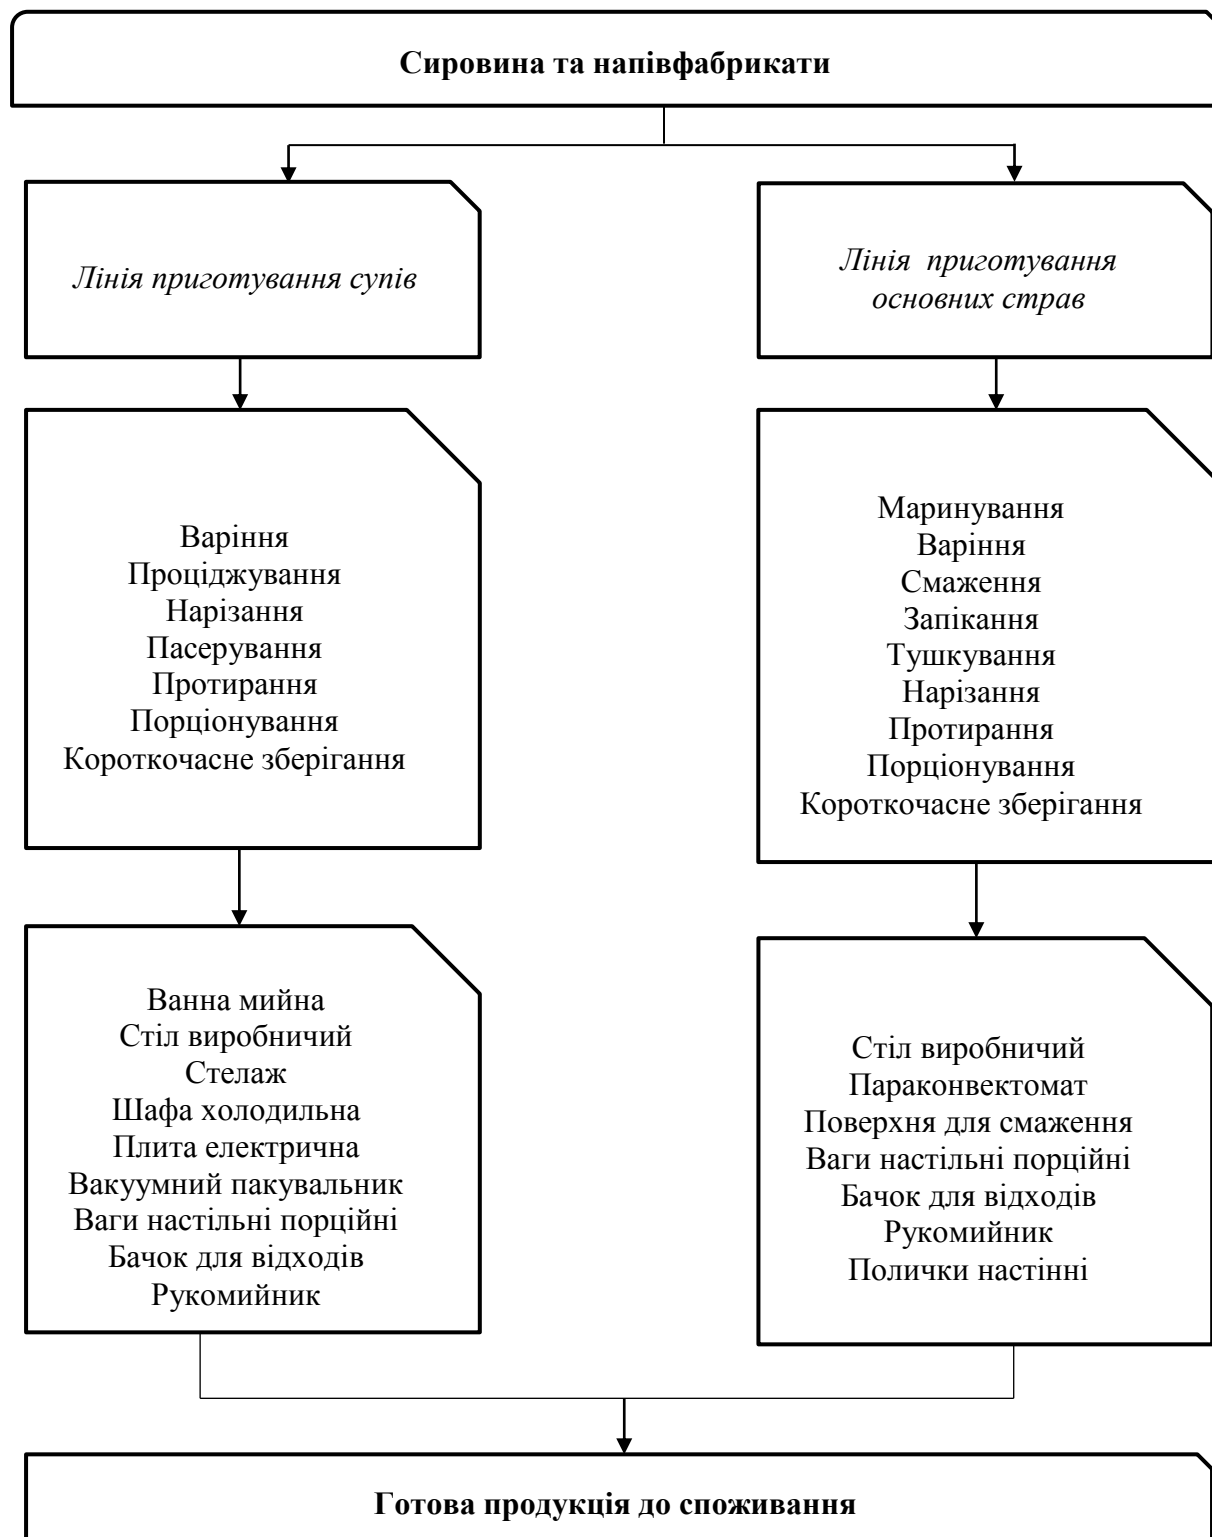 Сировина та напівфабрикати
Лінія приготування супів
Лінія приготування
основних страв
Варіння
Проціджування
Нарізання
Пасерування
Протирання
Порціонування
Короткочасне зберігання
Маринування
Варіння
Смаження
Запікання
Тушкування
Нарізання
Протирання
Порціонування
Короткочасне зберігання
Ванна мийна
Стіл виробничий
Стелаж
Шафа холодильна
Плита електрична
Вакуумний пакувальник
Ваги настільні порційні
Бачок для відходів
Рукомийник
Стіл виробничий
Параконвектомат
Поверхня для смаження
Ваги настільні порційні
Бачок для відходів
Рукомийник
Полички настінні
Готова продукція до споживання